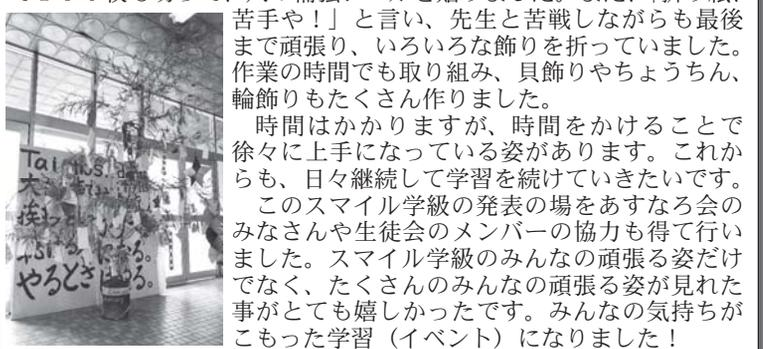 苦手や！」と言い、先生と苦戦しながらも最後
まで頑張り、いろいろな飾りを折っていました。
作業の時間でも取り組み、貝飾りやちょうちん、
輪飾りもたくさん作りました。
時間はかかりますが、時間をかけることで
徐々に上手になっている姿があります。これか
らも、日々継続して学習を続けていきたいです。
このスマイル学級の発表の場をあすなろ会の
みなさんや生徒会のメンバーの協力も得て行い
ました。スマイル学級のみんなの頑張る姿だけ
でなく、たくさんのみんなの頑張る姿が見れた
事がとても嬉しかったです。みんなの気持ちが
こもった学習（イベント）になりました！